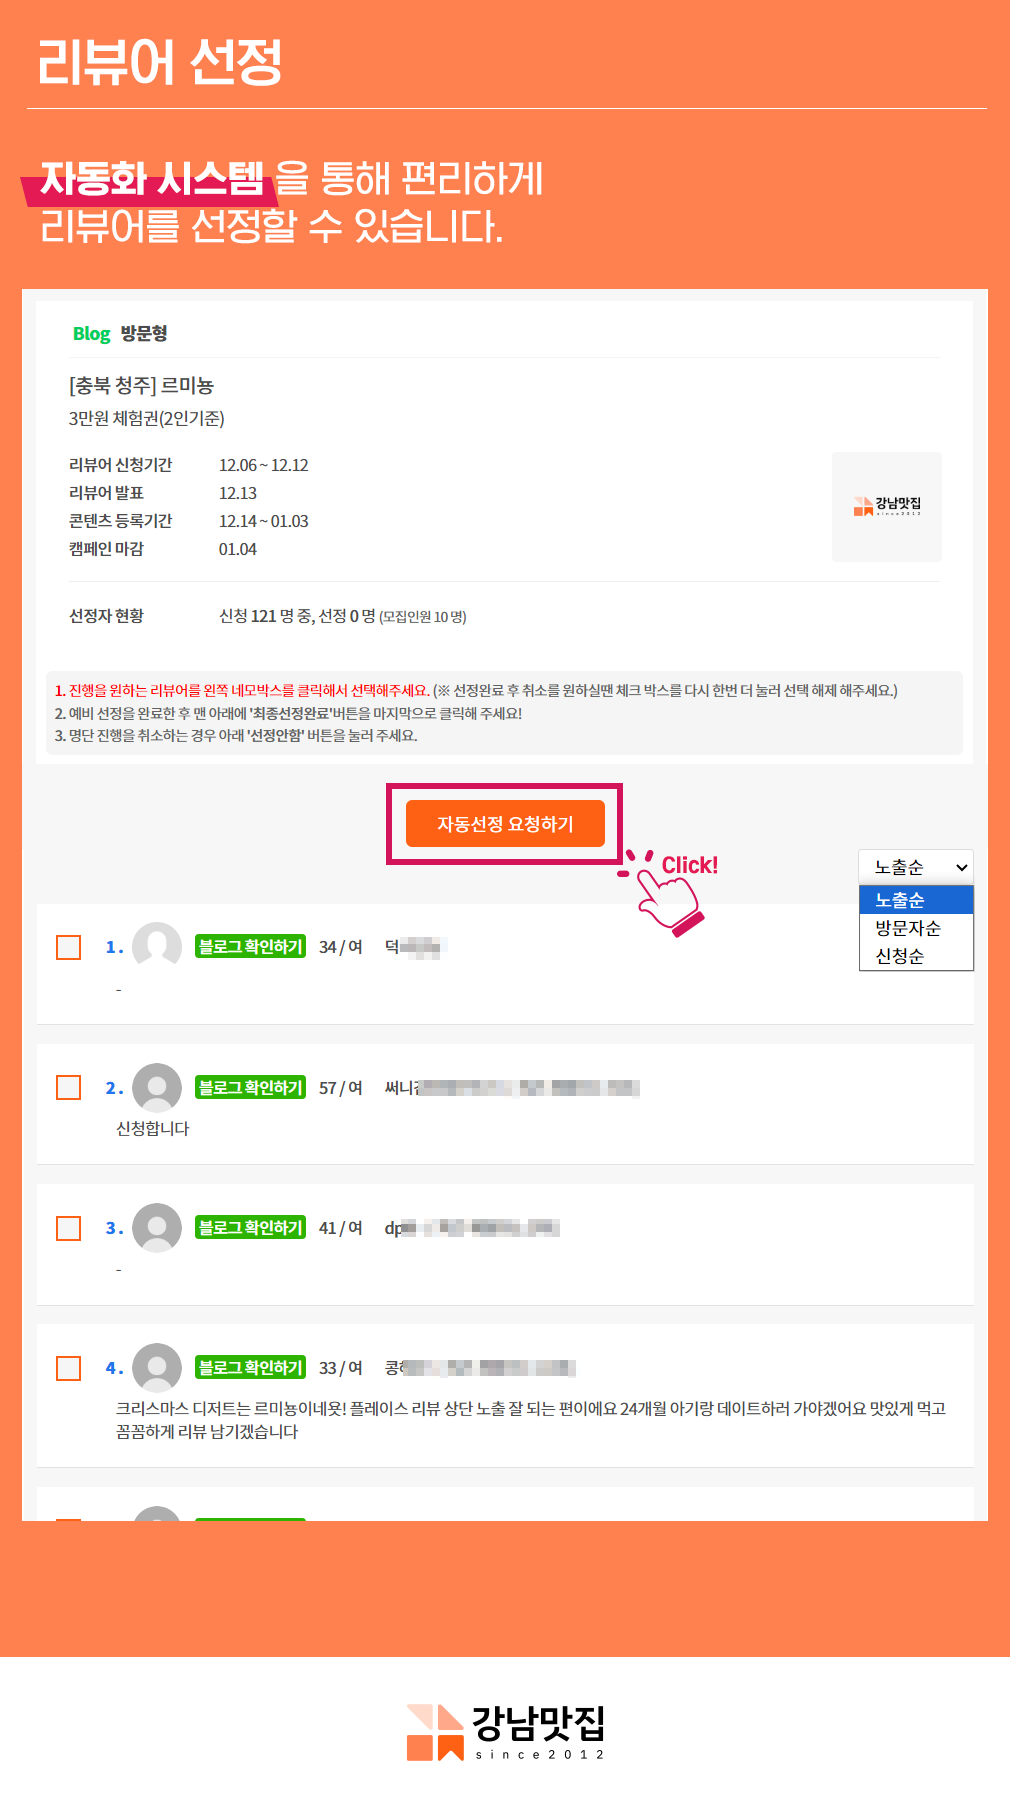 리뷰어 선정
자동화 시스템 을 통해 편리하게
리뷰어를 선정할 수 있습니다.
Blog 방문형
[충북 청주] 르미뇽
3만원 체험권(2인기준)
리뷰어 신청기간 12.06 ~ 12.12
리뷰어 발표 12.13
콘텐츠 등록기간 12.14 ~ 01.03
캠페인 마감 01.04
강남맛집
since2012
선정자 현황 신청 121 명 중, 선정 0 명 (모집인원 10 명)
1. 진행을 원하는 리뷰어를 왼쪽 네모박스를 클릭해서 선택해주세요. (※ 선정완료 후 취소를 원하실땐 체크 박스를 다시 한번 더 눌러 선택 해제 해주세요.)
2. 예비 선정을 완료한 후 맨 아래에 '최종선정완료'버튼을 마지막으로 클릭해 주세요!
3. 명단 진행을 취소하는 경우 아래 '선정안함' 버튼을 눌러 주세요.
자동선정 요청하기
Click!
노출순
노출순
방문자순
신청순
1. 블로그 확인하기 34 / 여 덕
-
2. 블로그 확인하기 57 / 여 써니
신청합니다
3. 블로그 확인하기 41 / 여 dp
-
4. 블로그 확인하기 33 / 여 콩
크리스마스 디저트는 르미뇽이네욧! 플레이스 리뷰 상단 노출 잘 되는 편이에요 24개월 아기랑 데이트하러 가야겠어요 맛있게 먹고
꼼꼼하게 리뷰 남기겠습니다
강남맛집
since2012